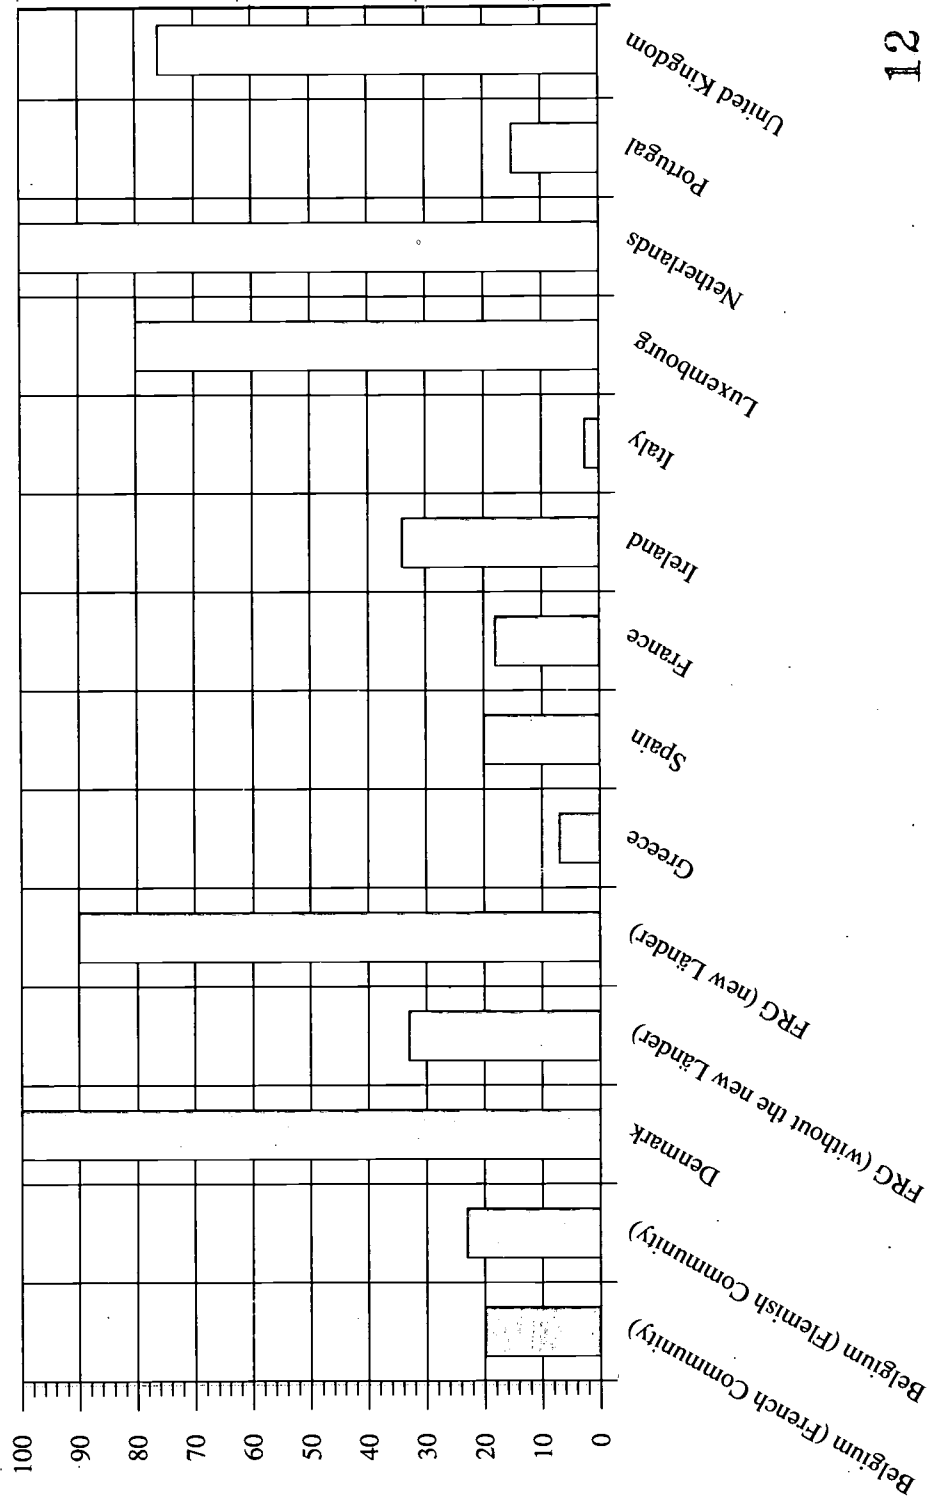 100
90
80
70
60
50
40
30
20
10
0
Belgium (French Community)
Belgium (Flemish Community)
Denmark
FRG (without the new Länder)
FRG (new Länder)
Greece
Spain
France
Ireland
Italy
Luxembourg
Netherlands
Portugal
United Kingdom
12